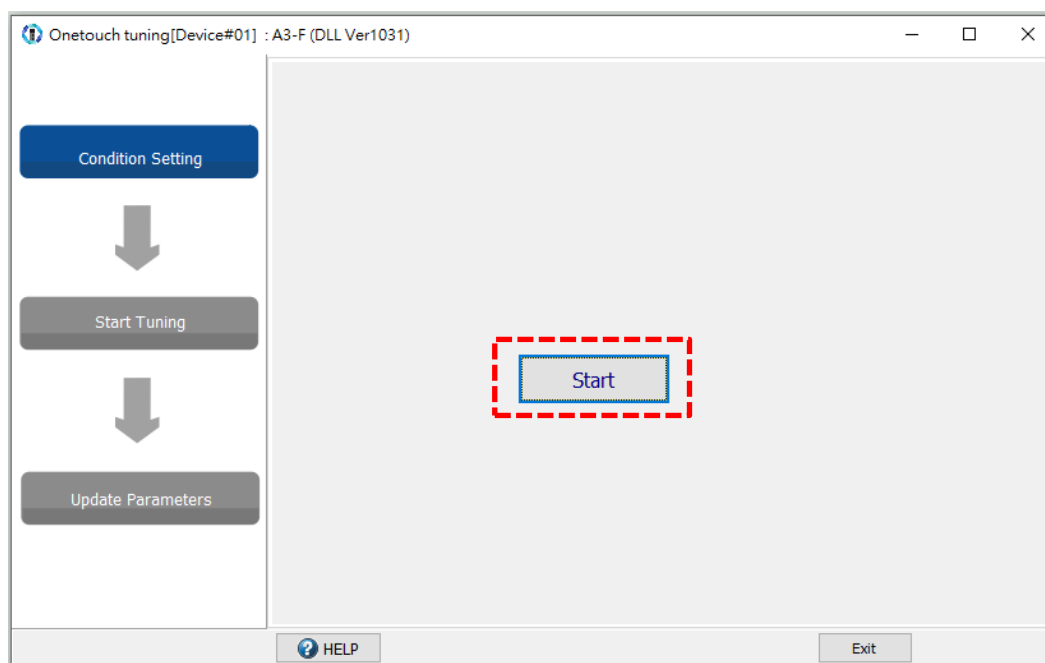 Onetouch tuning[Device#01] : A3-F (DLL Ver1031)
Condition Setting
Start Tuning
Start
Update Parameters
HELP
Exit